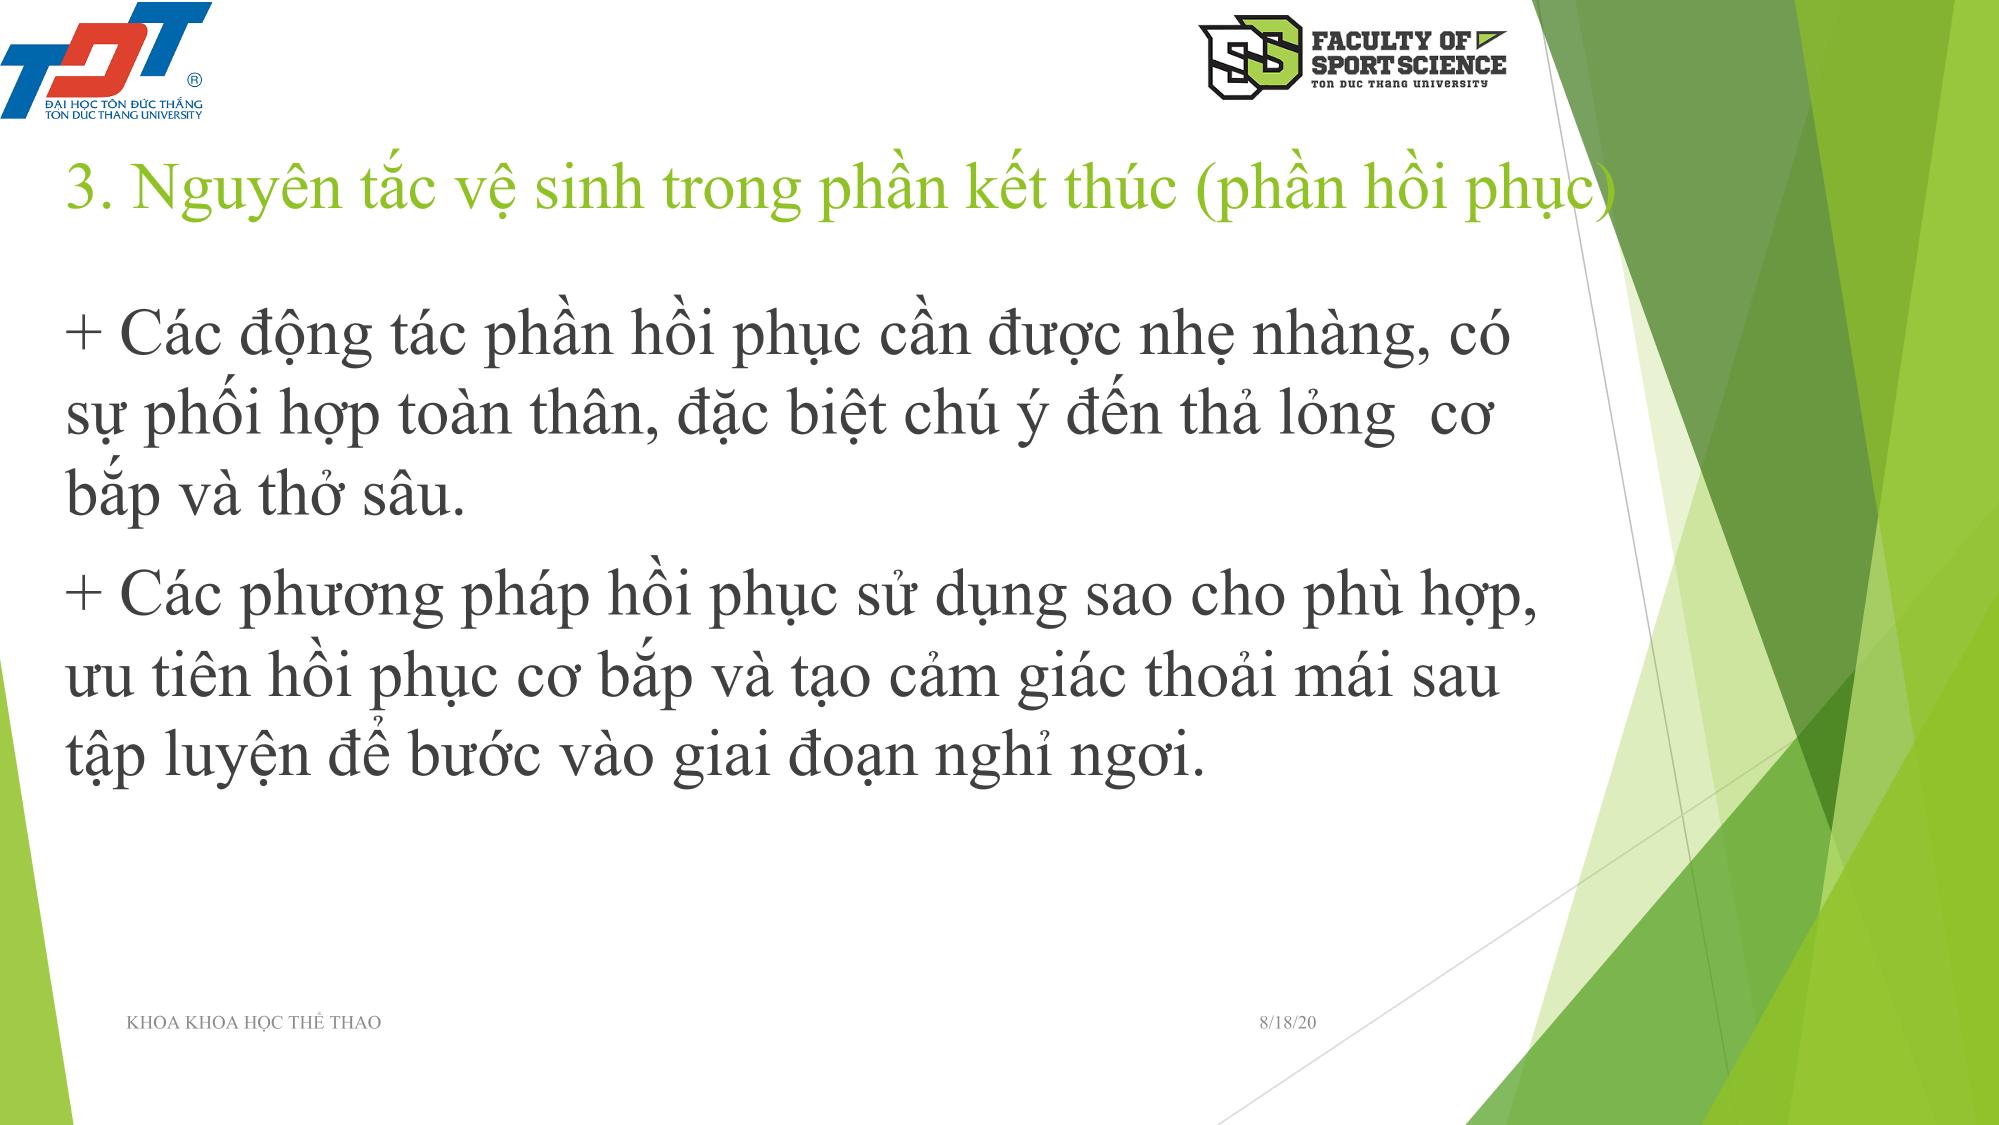 TDT
®
ĐẠI HỌC TÔN ĐỨC THẮNG
TON DUC THANG UNIVERSITY
SS
FACULTY OF
SPORT SCIENCE
TON DUC THANG UNIVERSITY
3. Nguyên tắc vệ sinh trong phần kết thúc (phần hồi phục)
+ Các động tác phần hồi phục cần được nhẹ nhàng, có
sự phối hợp toàn thân, đặc biệt chú ý đến thả lỏng  cơ
bắp và thở sâu.
+ Các phương pháp hồi phục sử dụng sao cho phù hợp,
ưu tiên hồi phục cơ bắp và tạo cảm giác thoải mái sau
tập luyện để bước vào giai đoạn nghỉ ngơi.
KHOA KHOA HỌC THỂ THAO
8/18/20